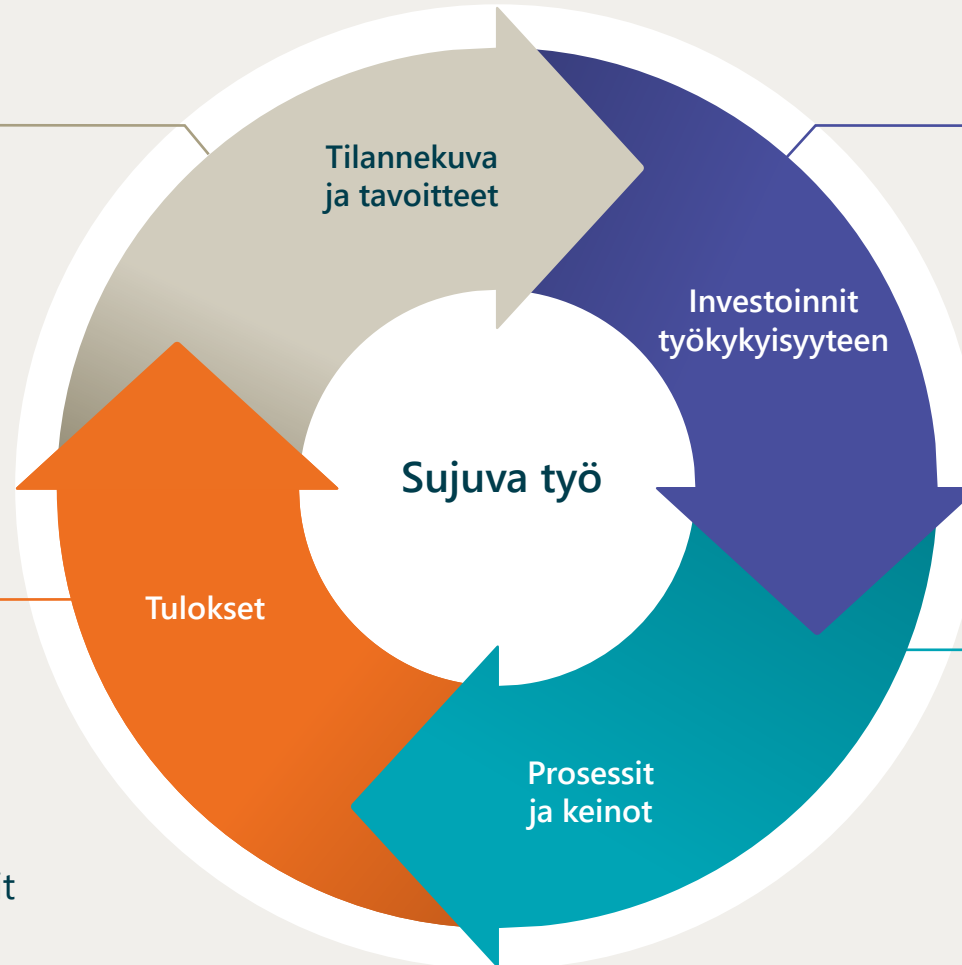 Tilannekuva
ja tavoitteet
Investoinnit
työkykyisyyteen
Sujuva työ
Tulokset
Prosessit
ja keinot